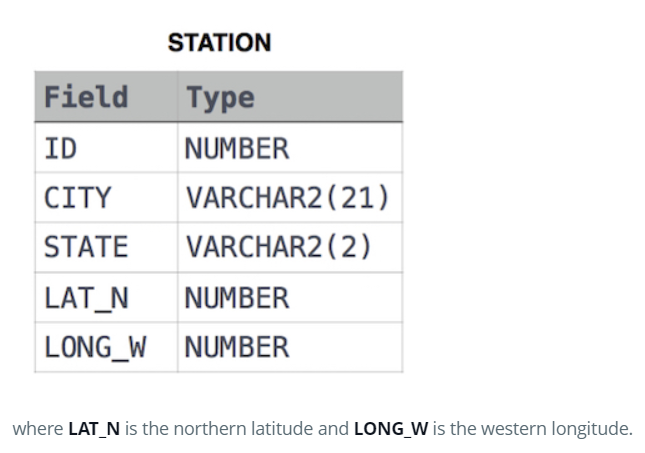 STATION
Field Type
ID NUMBER
CITY VARCHAR2(21)
STATE VARCHAR2(2)
LAT_N NUMBER
LONG_W NUMBER
where LAT_N is the northern latitude and LONG_W is the western longitude.